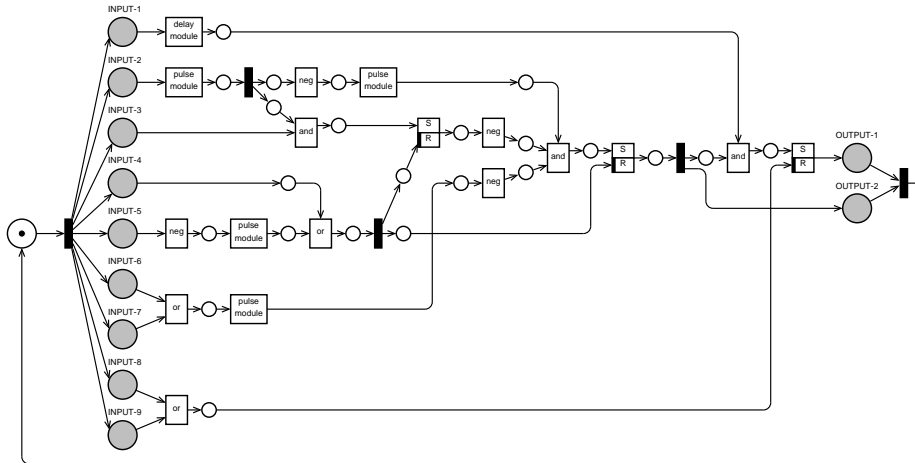 INPUT-1
delay
module
INPUT-2
pulse
module
neg
pulse
module
INPUT-3
and
S
R
neg
and
S
R
and
S
R
OUTPUT-1
INPUT-4
neg
OUTPUT-2
INPUT-5
neg
pulse
module
or
INPUT-6
or
pulse
module
INPUT-7
INPUT-8
or
INPUT-9